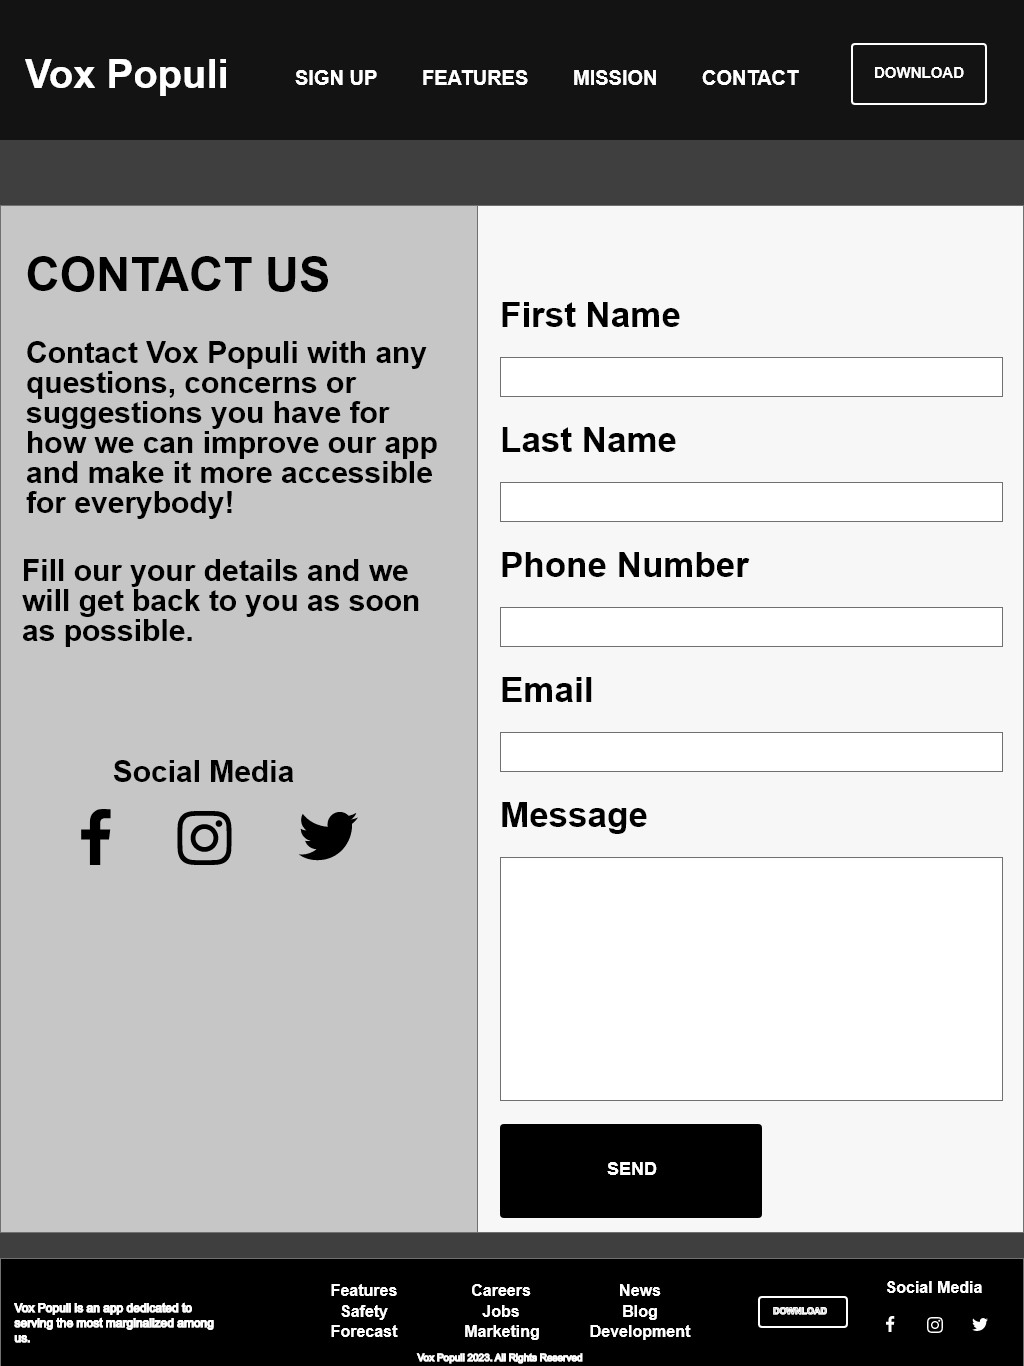 Vox Populi
SIGN UP
FEATURES
MISSION
CONTACT
DOWNLOAD
CONTACT US
Contact Vox Populi with any
questions, concerns or
suggestions you have for
how we can improve our app
and make it more accessible
for everybody!
Fill our your details and we
will get back to you as soon
as possible.
Social Media
First Name
Last Name
Phone Number
Email
Message
SEND
Vox Populi is an app dedicated to
serving the most marginalized among
us.
Features
Safety
Forecast
Careers
Jobs
Marketing
News
Blog
Development
DOWNLOAD
Social Media
Vox Populi 2023. All Rights Reserved